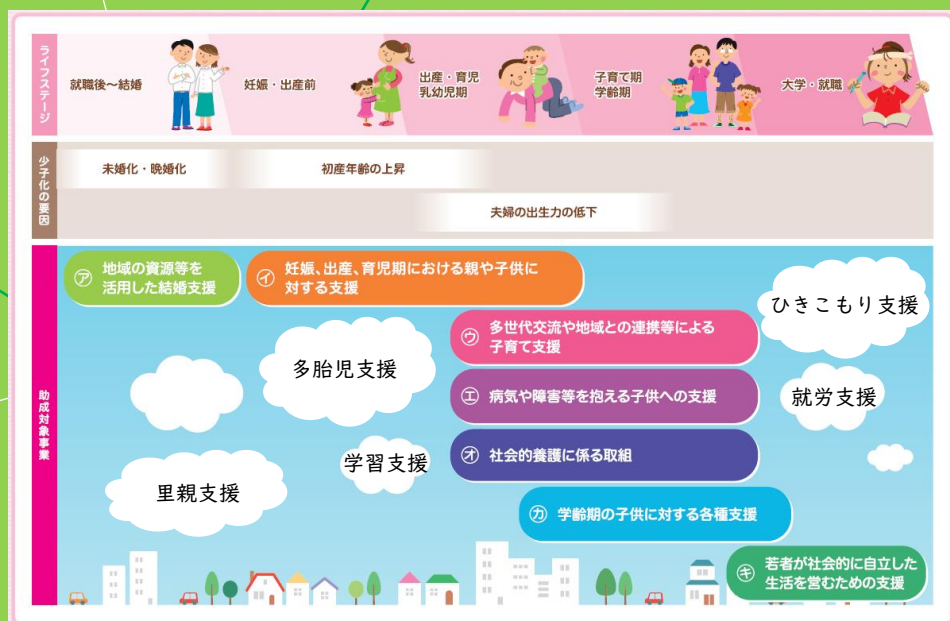 ライフステージ
就職後～結婚
妊娠・出産前
出産・育児
乳幼児期
子育て期
学齢期
大学・就職
少子化の要因
未婚化・晩婚化
初産年齢の上昇
夫婦の出生力の低下
助成対象事業
㋐ 地域の資源等を
活用した結婚支援
㋑ 妊娠、出産、育児期における親や子供に
対する支援
㋒ 多世代交流や地域との連携等による
子育て支援
㋓ 病気や障害等を抱える子供への支援
㋔ 社会的養護に係る取組
㋕ 学齢期の子供に対する各種支援
㋖ 若者が社会的に自立した
生活を営むための支援
ひきこもり支援
多胎児支援
就労支援
学習支援
里親支援